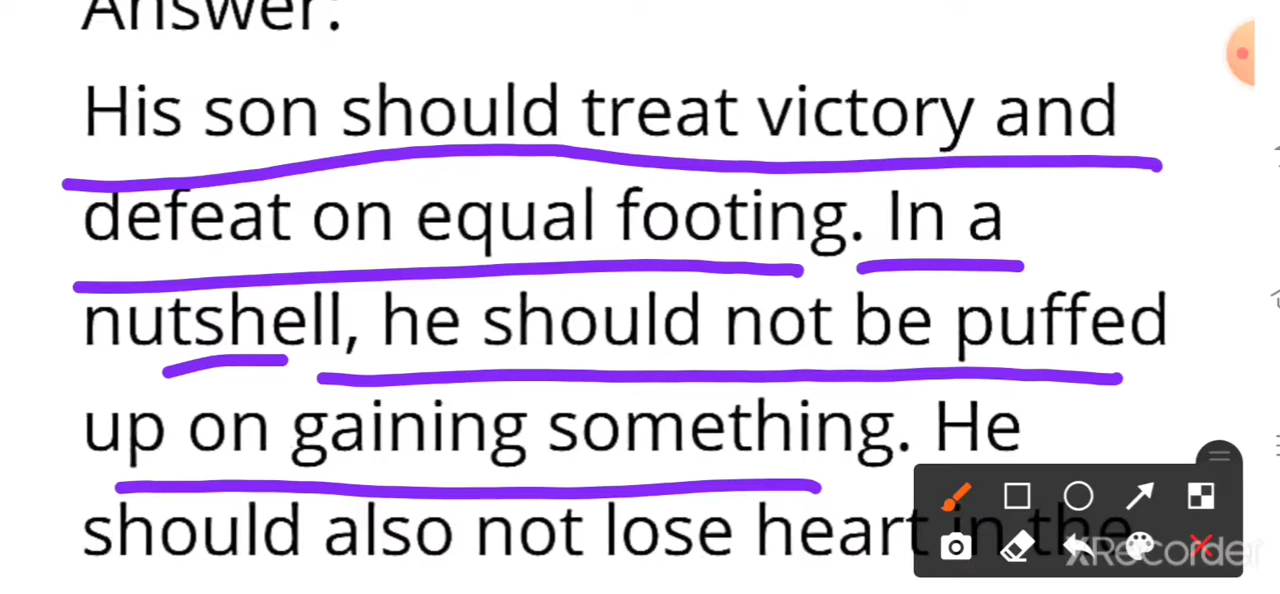 Answer:
His son should treat victory and
defeat on equal footing. In a
nutshell, he should not be puffed
up on gaining something. He
should also not lose heart in the
XRecorder